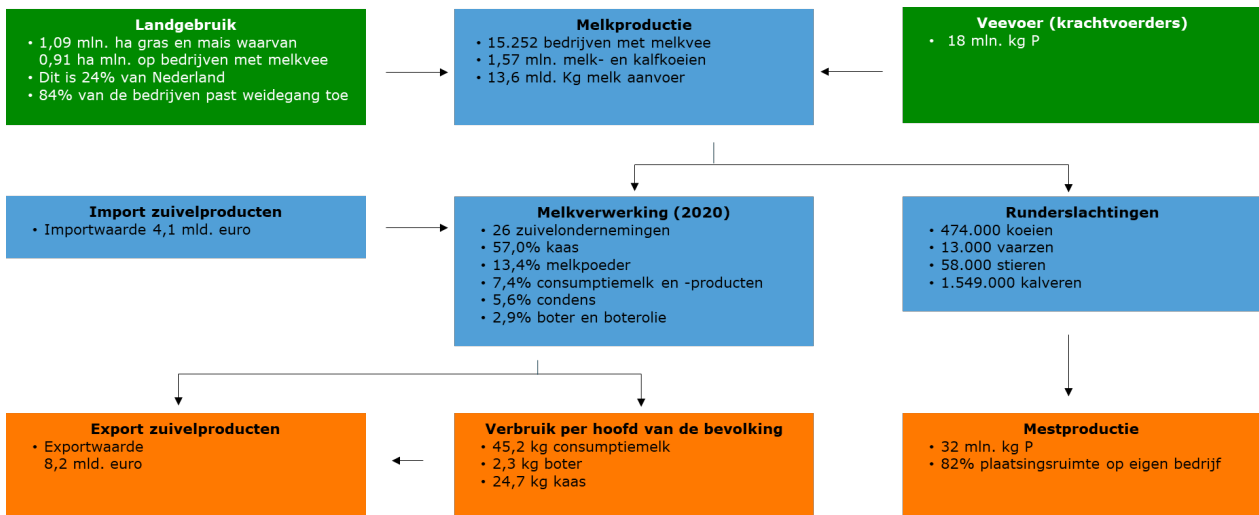 Landgebruik
• 1,09 mln. ha gras en mais waarvan
0,91 ha mln. op bedrijven met melkvee
• Dit is 24% van Nederland
• 84% van de bedrijven past weidegang toe
Melkproductie
• 15.252 bedrijven met melkvee
• 1,57 mln. melk- en kalfkoeien
• 13,6 mld. Kg melk aanvoer
Veevoer (krachtvoerders)
• 18 mln. kg P
Import zuivelproducten
• Importwaarde 4,1 mld. euro
Melkverwerking (2020)
• 26 zuivelondernemingen
• 57,0% kaas
• 13,4% melkpoeder
• 7,4% consumptiemelk en -producten
• 5,6% condens
• 2,9% boter en boterolie
Runderslachtingen
• 474.000 koeien
• 13.000 vaarzen
• 58.000 stieren
• 1.549.000 kalveren
Export zuivelproducten
• Exportwaarde
8,2 mld. euro
Verbruik per hoofd van de bevolking
• 45,2 kg consumptiemelk
• 2,3 kg boter
• 24,7 kg kaas
Mestproductie
• 32 mln. kg P
• 82% plaatsingsruimte op eigen bedrijf